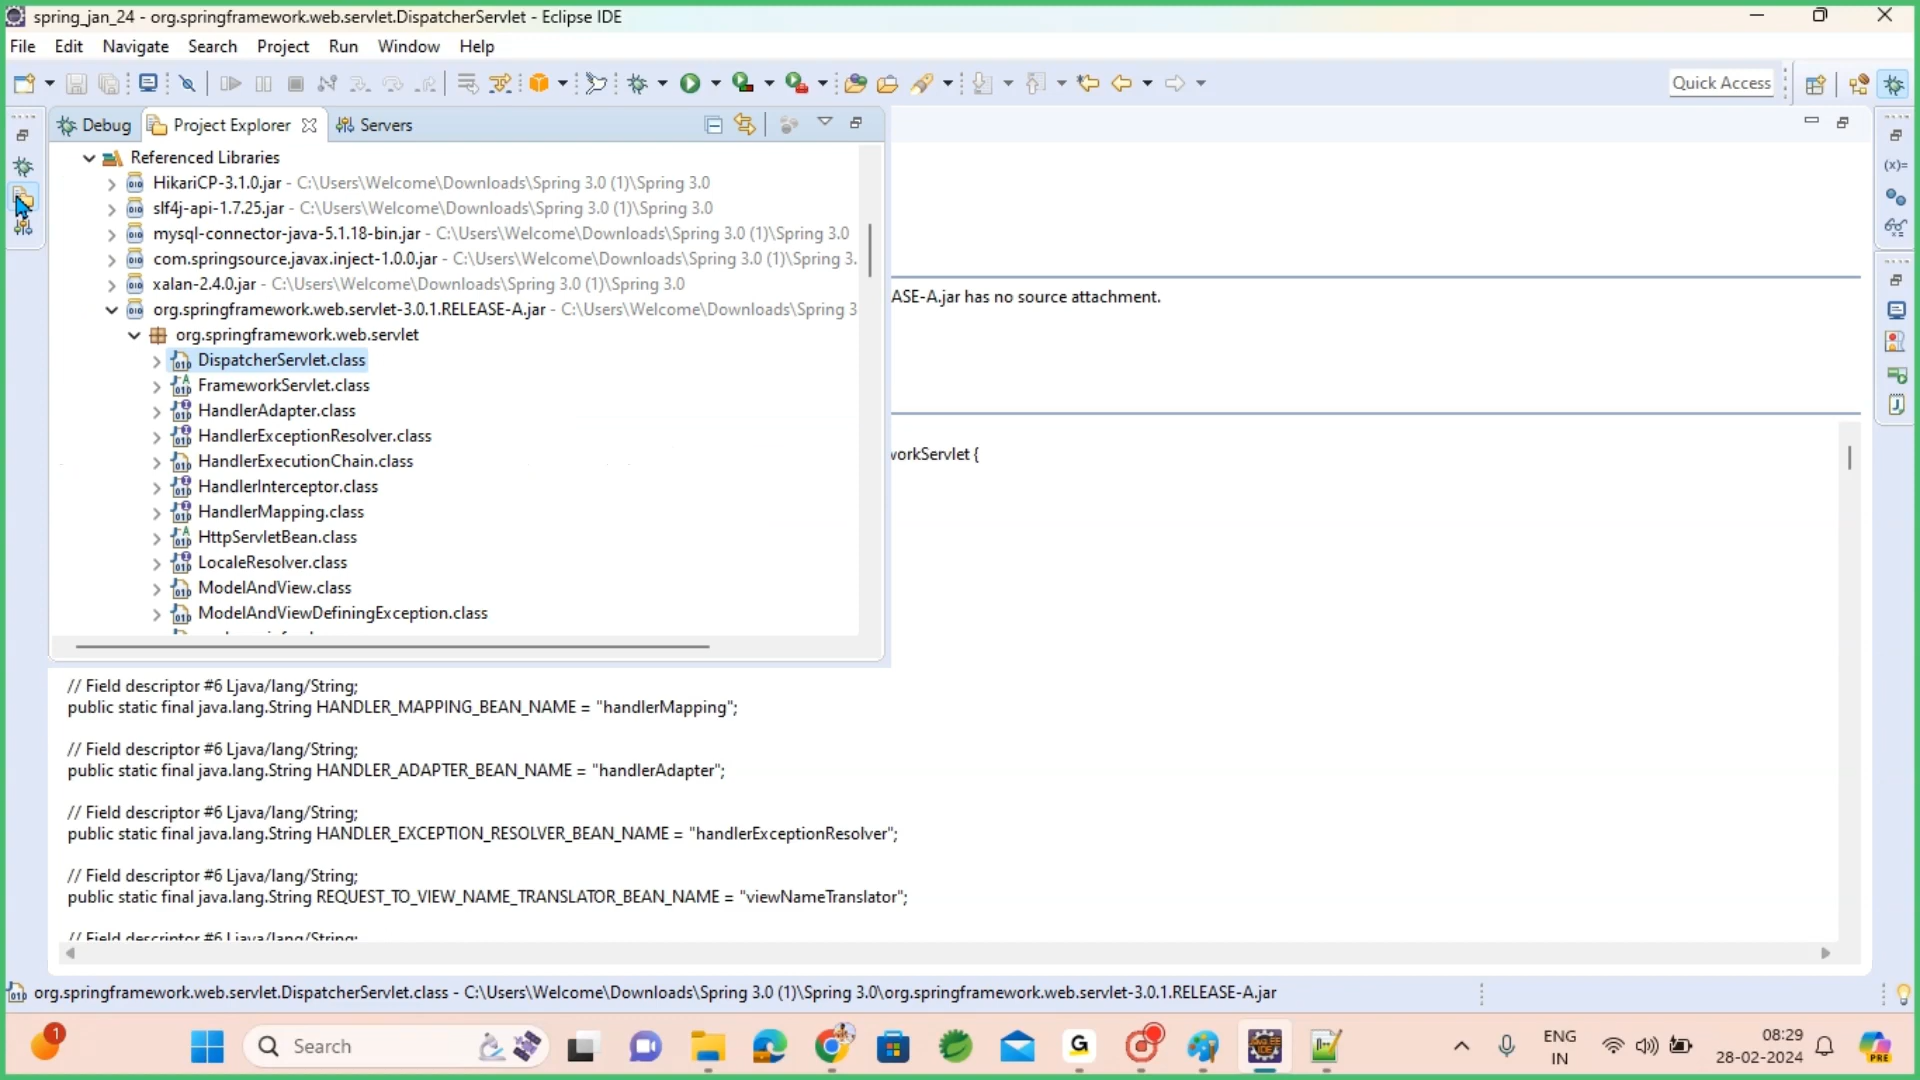 spring_jan_24 - org.springframework.web.servlet.DispatcherServlet - Eclipse IDE
File Edit Navigate Search Project Run Window Help
Quick Access
Debug Project Explorer Servers
(x)=
Referenced Libraries
HikariCP-3.1.0.jar - C:\Users\Welcome\Downloads\Spring 3.0 (1)\Spring 3.0
slf4j-api-1.7.25.jar - C:\Users\Welcome\Downloads\Spring 3.0 (1)\Spring 3.0
mysql-connector-java-5.1.18-bin.jar - C:\Users\Welcome\Downloads\Spring 3.0 (1)\Spring 3.0
com.springsource.javax.inject-1.0.0.jar - C:\Users\Welcome\Downloads\Spring 3.0 (1)\Spring 3.
xalan-2.4.0.jar - C:\Users\Welcome\Downloads\Spring 3.0 (1)\Spring 3.0
org.springframework.web.servlet-3.0.1.RELEASE-A.jar - C:\Users\Welcome\Downloads\Spring 3
ASE-A.jar has no source attachment.
org.springframework.web.servlet
DispatcherServlet.class
FrameworkServlet.class
HandlerAdapter.class
HandlerExceptionResolver.class
workServlet {
HandlerExecutionChain.class
HandlerInterceptor.class
HandlerMapping.class
HttpServletBean.class
LocaleResolver.class
ModelAndView.class
ModelAndViewDefiningException.class
// Field descriptor #6 Ljava/lang/String;
public static final java.lang.String HANDLER_MAPPING_BEAN_NAME = "handlerMapping";
// Field descriptor #6 Ljava/lang/String;
public static final java.lang.String HANDLER_ADAPTER_BEAN_NAME = "handlerAdapter";
// Field descriptor #6 Ljava/lang/String;
public static final java.lang.String HANDLER_EXCEPTION_RESOLVER_BEAN_NAME = "handlerExceptionResolver";
// Field descriptor #6 Ljava/lang/String;
public static final java.lang.String REQUEST_TO_VIEW_NAME_TRANSLATOR_BEAN_NAME = "viewNameTranslator";
// Field descriptor #6 Ljava/lang/String;
org.springframework.web.servlet.DispatcherServlet.class - C:\Users\Welcome\Downloads\Spring 3.0 (1)\Spring 3.0\org.springframework.web.servlet-3.0.1.RELEASE-A.jar
1
Search
G
ENG
IN
08:29
28-02-2024
PRE